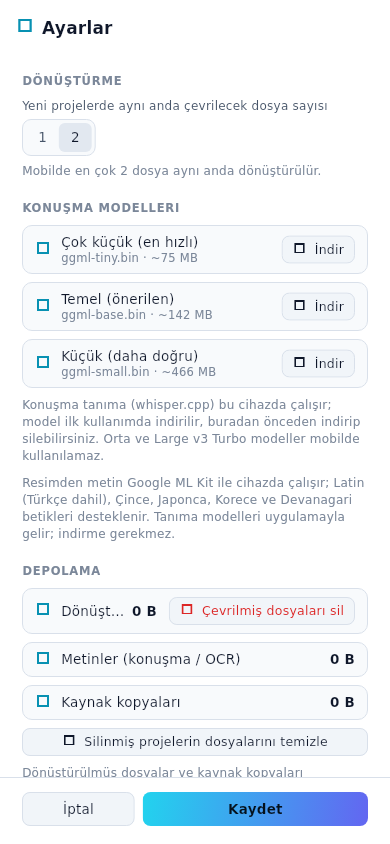 Ayarlar
DÖNÜŞTÜRME
Yeni projelerde aynı anda çevrilecek dosya sayısı
1 2
Mobilde en çok 2 dosya aynı anda dönüştürülür.
KONUŞMA MODELLERİ
Çok küçük (en hızlı)
ggml-tiny.bin · ~75 MB
İndir
Temel (önerilen)
ggml-base.bin · ~142 MB
İndir
Küçük (daha doğru)
ggml-small.bin · ~466 MB
İndir
Konuşma tanıma (whisper.cpp) bu cihazda çalışır;
model ilk kullanımda indirilir, buradan önceden indirip
silebilirsiniz. Orta ve Large v3 Turbo modeller mobilde
kullanılamaz.
Resimden metin Google ML Kit ile cihazda çalışır; Latin
(Türkçe dahil), Çince, Japonca, Korece ve Devanagari
betikleri desteklenir. Tanıma modelleri uygulamayla
gelir; indirme gerekmez.
DEPOLAMA
Dönüşt... 0 B Çevrilmiş dosyaları sil
Metinler (konuşma / OCR) 0 B
Kaynak kopyaları 0 B
Silinmiş projelerin dosyalarını temizle
Dönüştürülmüş dosyalar ve kaynak kopyaları
İptal Kaydet